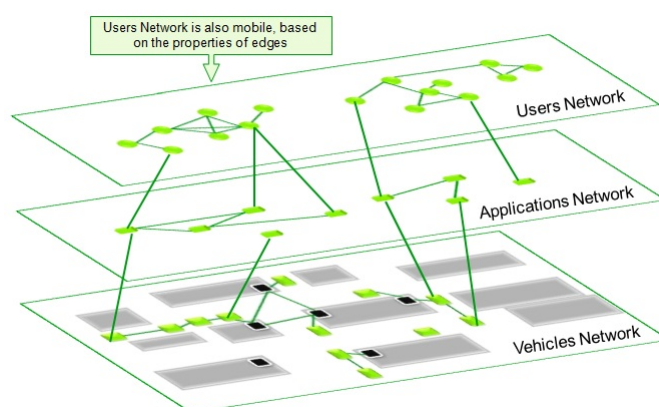 Users Network is also mobile, based
on the properties of edges
Users Network
Applications Network
Vehicles Network